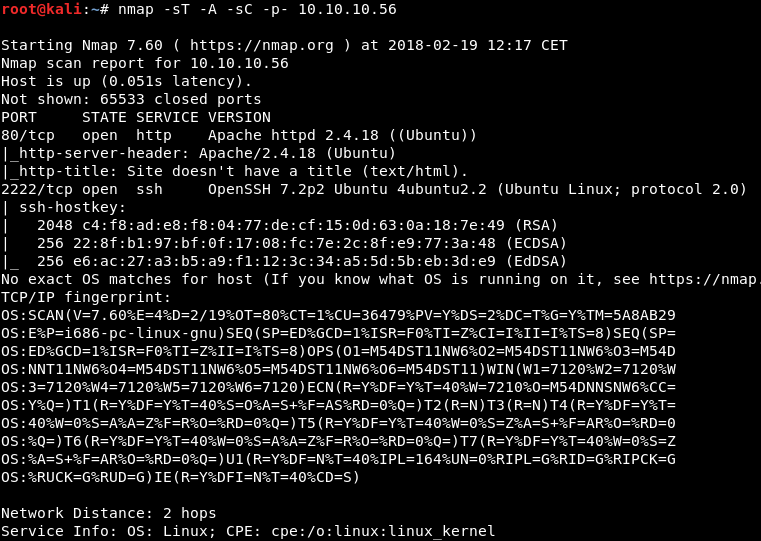 root@kali:~# nmap -sT -A -sC -p- 10.10.10.56
Starting Nmap 7.60 ( https://nmap.org ) at 2018-02-19 12:17 CET
Nmap scan report for 10.10.10.56
Host is up (0.051s latency).
Not shown: 65533 closed ports
PORT     STATE SERVICE VERSION
80/tcp   open  http    Apache httpd 2.4.18 ((Ubuntu))
|_http-server-header: Apache/2.4.18 (Ubuntu)
|_http-title: Site doesn't have a title (text/html).
2222/tcp open  ssh     OpenSSH 7.2p2 Ubuntu 4ubuntu2.2 (Ubuntu Linux; protocol 2.0)
| ssh-hostkey:
|   2048 c4:f8:ad:e8:f8:04:77:de:cf:15:0d:63:0a:18:7e:49 (RSA)
|   256 22:8f:b1:97:bf:0f:17:08:fc:7e:2c:8f:e9:77:3a:48 (ECDSA)
|_  256 e6:ac:27:a3:b5:a9:f1:12:3c:34:a5:5d:5b:eb:3d:e9 (EdDSA)
No exact OS matches for host (If you know what OS is running on it, see https://nmap.
TCP/IP fingerprint:
OS:SCAN(V=7.60%E=4%D=2/19%OT=80%CT=1%CU=36479%PV=Y%DS=2%DC=T%G=Y%TM=5A8AB29
OS:E%P=i686-pc-linux-gnu)SEQ(SP=ED%GCD=1%ISR=F0%TI=Z%CI=I%II=I%TS=8)SEQ(SP=
OS:ED%GCD=1%ISR=F0%TI=Z%II=I%TS=8)OPS(O1=M54DST11NW6%O2=M54DST11NW6%O3=M54D
OS:NNT11NW6%O4=M54DST11NW6%O5=M54DST11NW6%O6=M54DST11)WIN(W1=7120%W2=7120%W
OS:3=7120%W4=7120%W5=7120%W6=7120)ECN(R=Y%DF=Y%T=40%W=7210%O=M54DNNSNW6%CC=
OS:Y%Q=)T1(R=Y%DF=Y%T=40%S=O%A=S+%F=AS%RD=0%Q=)T2(R=N)T3(R=N)T4(R=Y%DF=Y%T=
OS:40%W=0%S=A%A=Z%F=R%O=%RD=0%Q=)T5(R=Y%DF=Y%T=40%W=0%S=Z%A=S+%F=AR%O=%RD=0
OS:%Q=)T6(R=Y%DF=Y%T=40%W=0%S=A%A=Z%F=R%O=%RD=0%Q=)T7(R=Y%DF=Y%T=40%W=0%S=Z
OS:%A=S+%F=AR%O=%RD=0%Q=)U1(R=Y%DF=N%T=40%IPL=164%UN=0%RIPL=G%RID=G%RIPCK=G
OS:%RUCK=G%RUD=G)IE(R=Y%DFI=N%T=40%CD=S)
Network Distance: 2 hops
Service Info: OS: Linux; CPE: cpe:/o:linux:linux_kernel